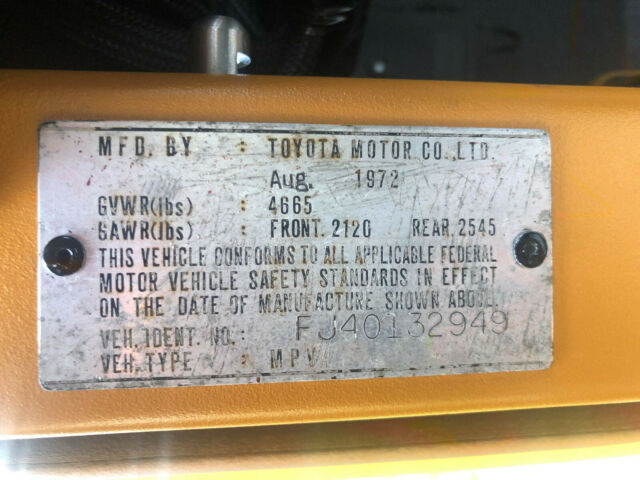 MFD. BY : TOYOTA MOTOR CO.,LTD.
Aug. 1972
GVWR(lbs) : 4665
GAWR(lbs) : FRONT. 2120 REAR. 2545
THIS VEHICLE CONFORMS TO ALL APPLICABLE FEDERAL
MOTOR VEHICLE SAFETY STANDARDS IN EFFECT
ON THE DATE OF MANUFACTURE SHOWN ABOVE.
VEH. IDENT. NO. : FJ40132949
VEH. TYPE : MPV